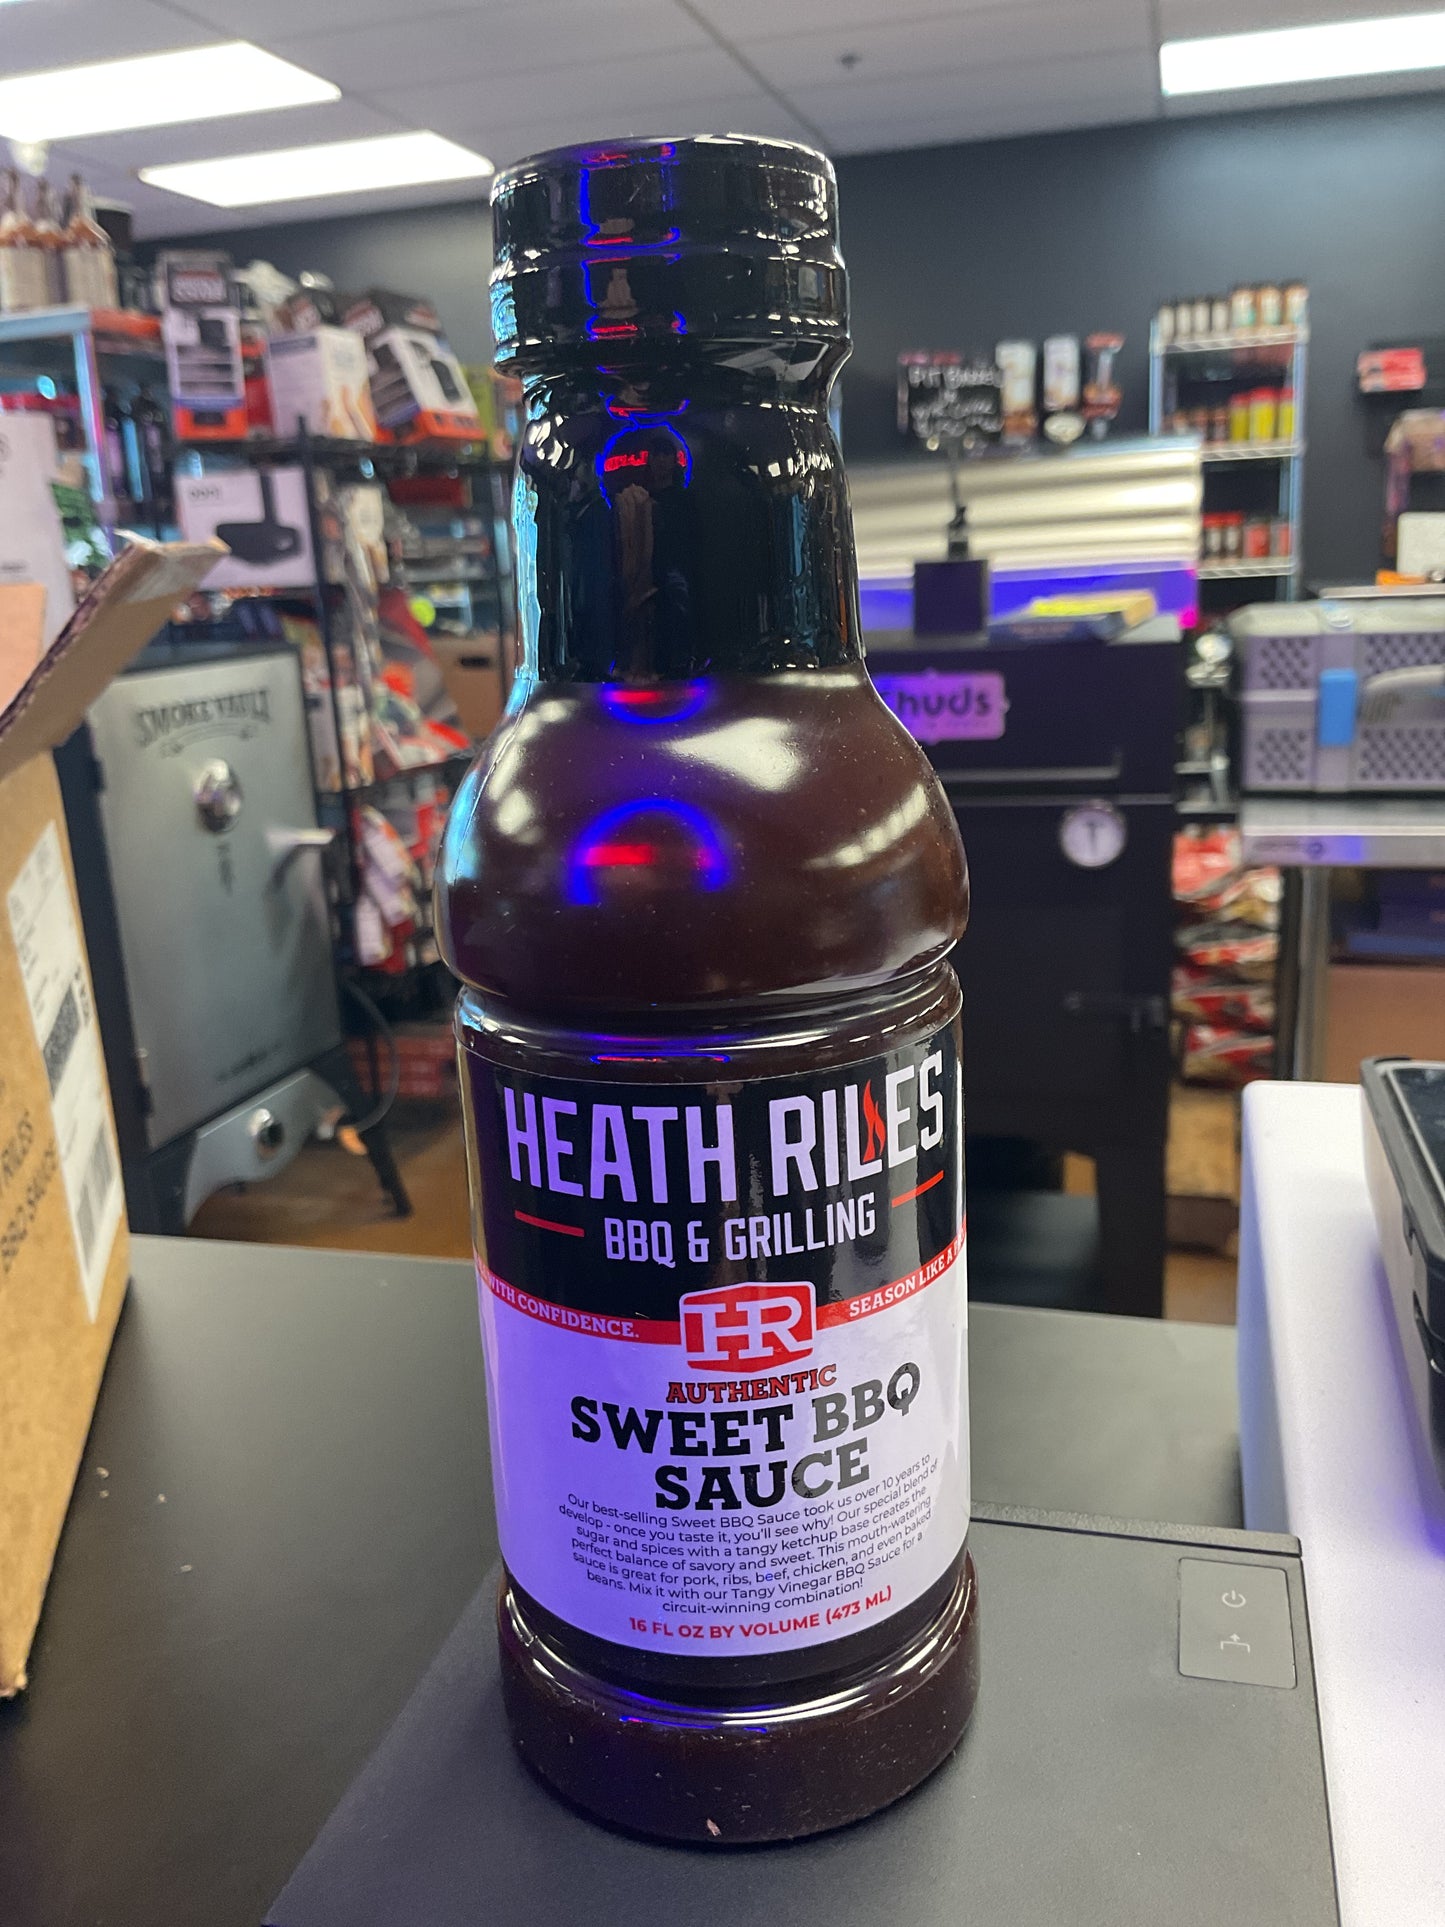 SMOKE VAULT
huds
HEATH RILES
BBQ & GRILLING
WITH CONFIDENCE.
SEASON LIKE A
HR
AUTHENTIC
SWEET BBQ
SAUCE
Our best-selling Sweet BBQ Sauce took us over 10 years to
develop - once you taste it, you'll see why! Our special blend of
sugar and spices with a tangy ketchup base creates the
perfect balance of savory and sweet. This mouth-watering
sauce is great for pork, ribs, beef, chicken, and even baked
beans. Mix it with our Tangy Vinegar BBQ Sauce for a
circuit-winning combination!
16 FL OZ BY VOLUME (473 ML)